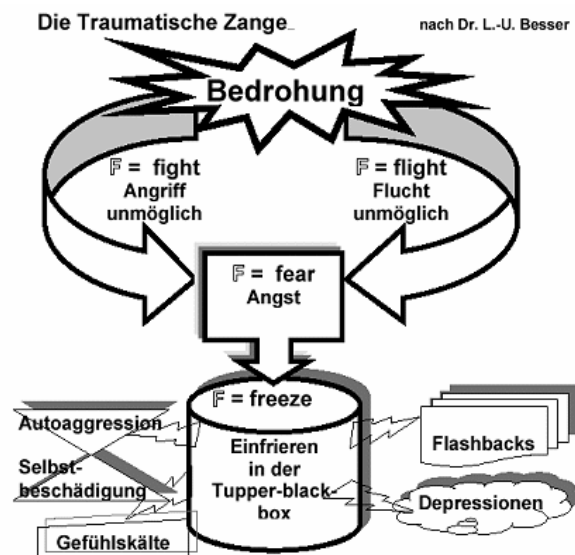 Die Traumatische Zange
nach Dr. L.-U. Besser
Bedrohung
F = fight
Angriff
unmöglich
F = flight
Flucht
unmöglich
F = fear
Angst
F = freeze
Einfrieren
in der
Tupper-black-
box
Autoaggression
Selbst-
beschädigung
Gefühlskälte
Flashbacks
Depressionen